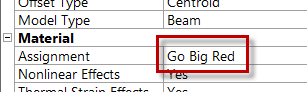 Offset Type Centroid
Model Type Beam
Material
Assignment Go Big Red
Nonlinear Effects Yes
Thermal Strain Effects Yes